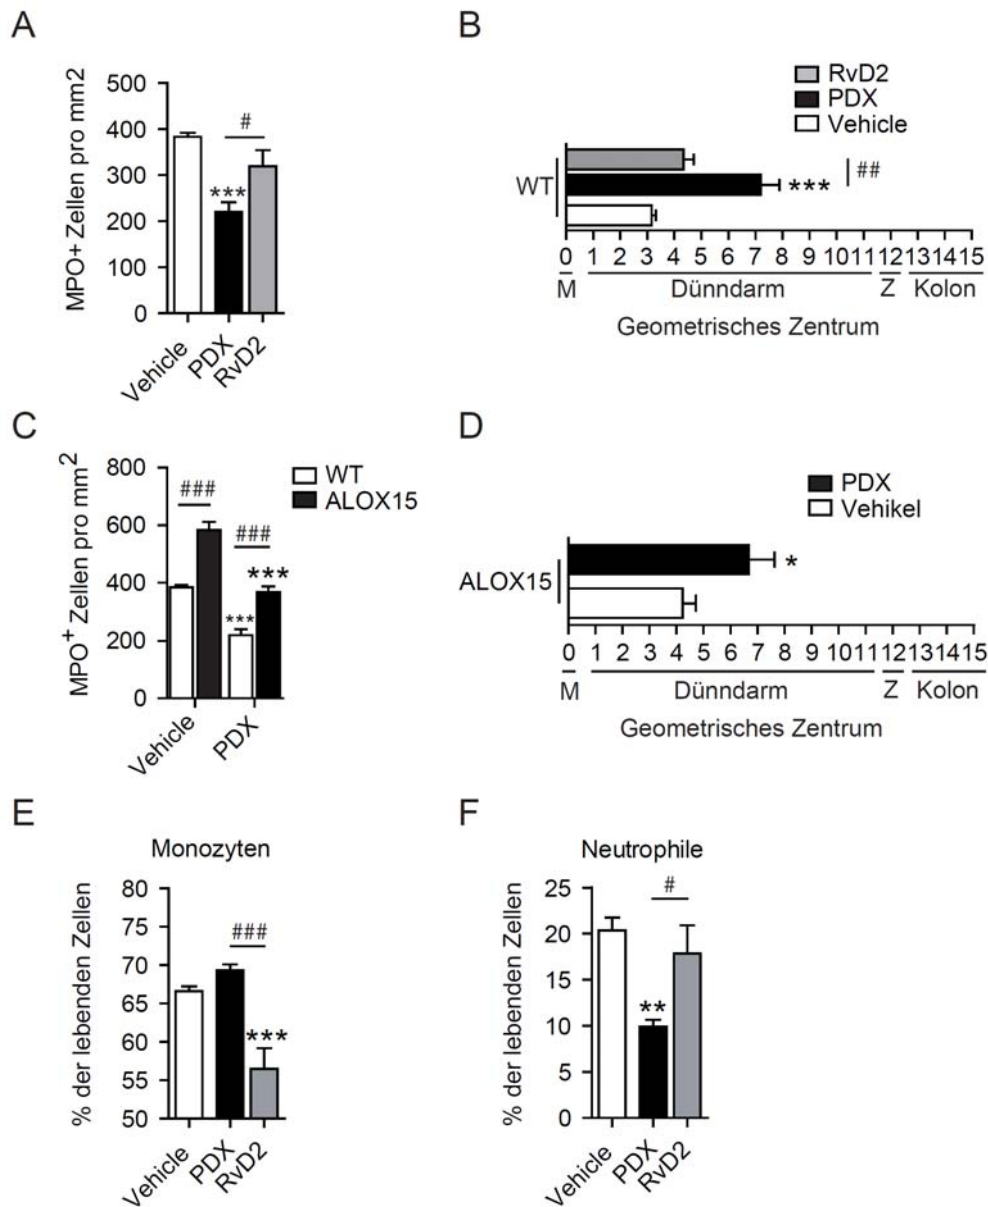 A
MPO+ Zellen pro mm2
500
400
300
200
100
0
#
***
Vehicle
PDX
RvD2
B
RvD2
PDX
Vehicle
WT
***
##
0 1 2 3 4 5 6 7 8 9 10 11 12 13 14 15
M Dünndarm Z Kolon
Geometrisches Zentrum
C
MPO+ Zellen pro mm2
800
600
400
200
0
WT
ALOX15
###
###
***
***
Vehicle
PDX
D
PDX
Vehikel
ALOX15
*
0 1 2 3 4 5 6 7 8 9 10 11 12 13 14 15
M Dünndarm Z Kolon
Geometrisches Zentrum
E
Monozyten
% der lebenden Zellen
80
75
70
65
60
55
50
###
***
Vehicle
PDX
RvD2
F
Neutrophile
% der lebenden Zellen
25
20
15
10
5
0
#
**
Vehicle
PDX
RvD2